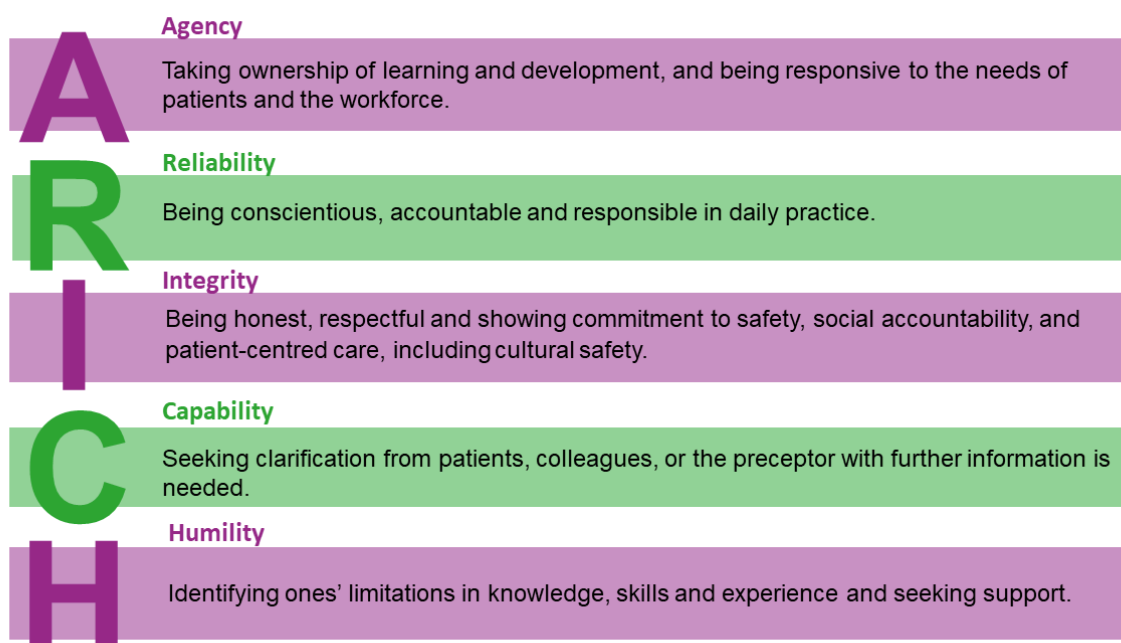 A
Agency
Taking ownership of learning and development, and being responsive to the needs of
patients and the workforce.
R
Reliability
Being conscientious, accountable and responsible in daily practice.
I
Integrity
Being honest, respectful and showing commitment to safety, social accountability, and
patient-centred care, including cultural safety.
C
Capability
Seeking clarification from patients, colleagues, or the preceptor with further information is
needed.
H
Humility
Identifying ones’ limitations in knowledge, skills and experience and seeking support.